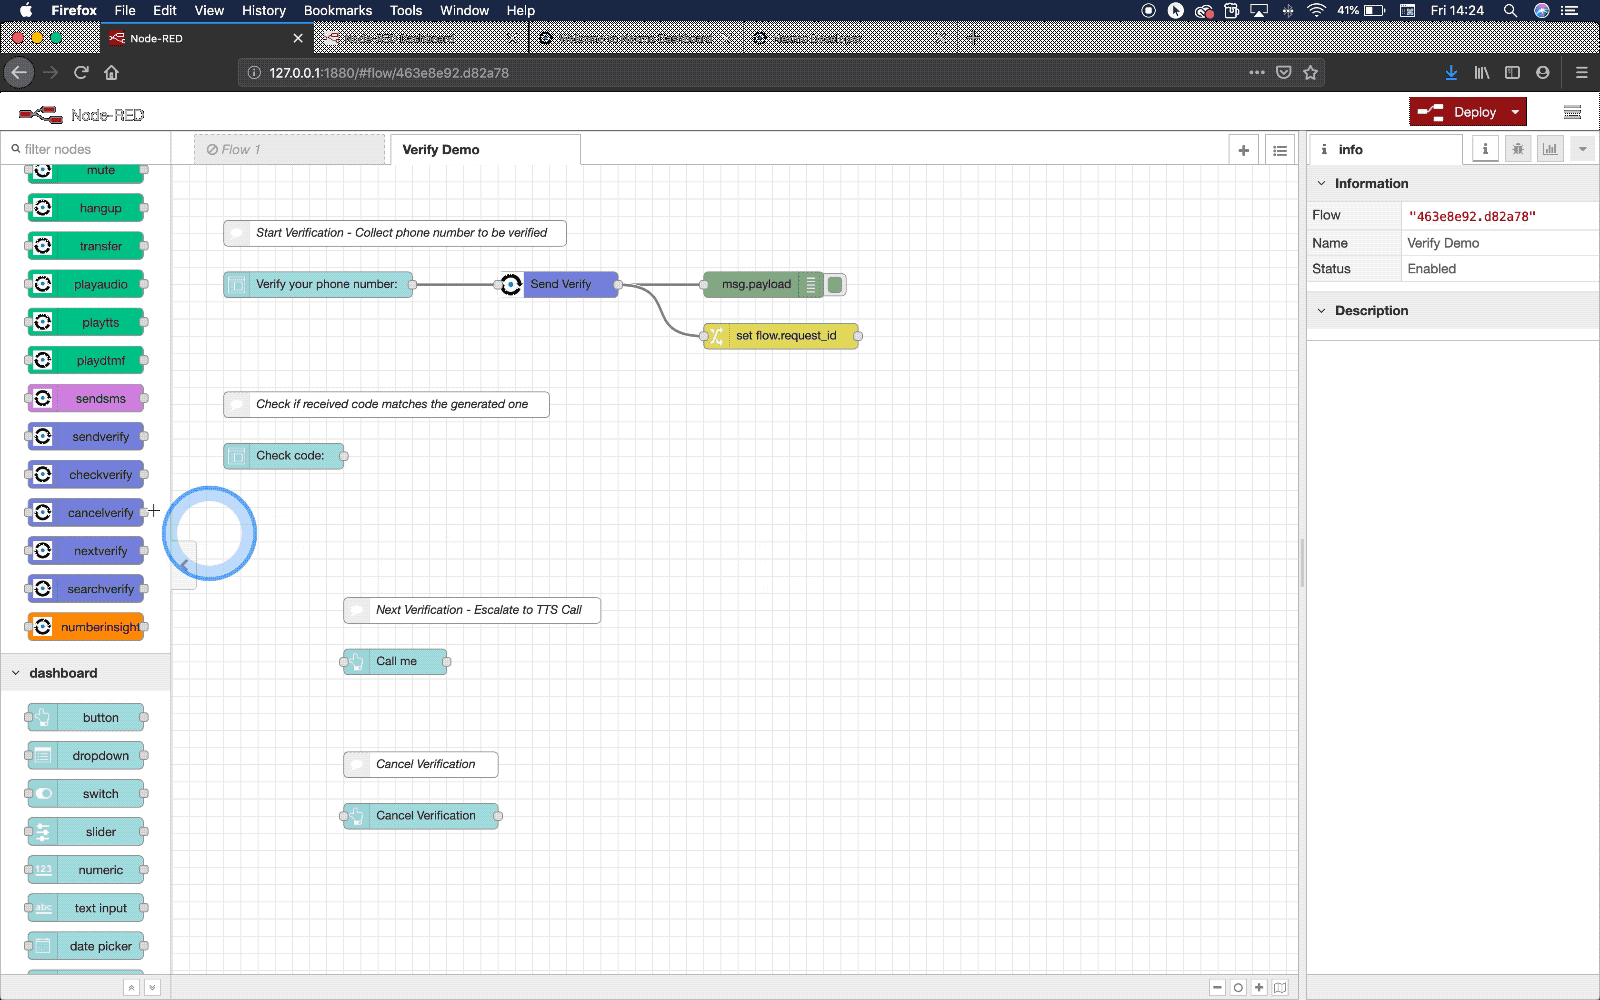 Firefox File Edit View History Bookmarks Tools Window Help 41% Fri 14:24
Node-RED
127.0.0.1:1880/#flow/463e8e92.d82a78
Node-RED Deploy
filter nodes Flow 1 Verify Demo i info i
mute
hangup
transfer
playaudio
playtts
playdtmf
sendsms
sendverify
checkverify
cancelverify
nextverify
searchverify
numberinsight
dashboard
button
dropdown
switch
slider
123 numeric
abc text input
date picker
Start Verification - Collect phone number to be verified
Verify your phone number: Send Verify msg.payload
set flow.request_id
Check if received code matches the generated one
Check code:
Next Verification - Escalate to TTS Call
Call me
Cancel Verification
Cancel Verification
Information
Flow "463e8e92.d82a78"
Name Verify Demo
Status Enabled
Description